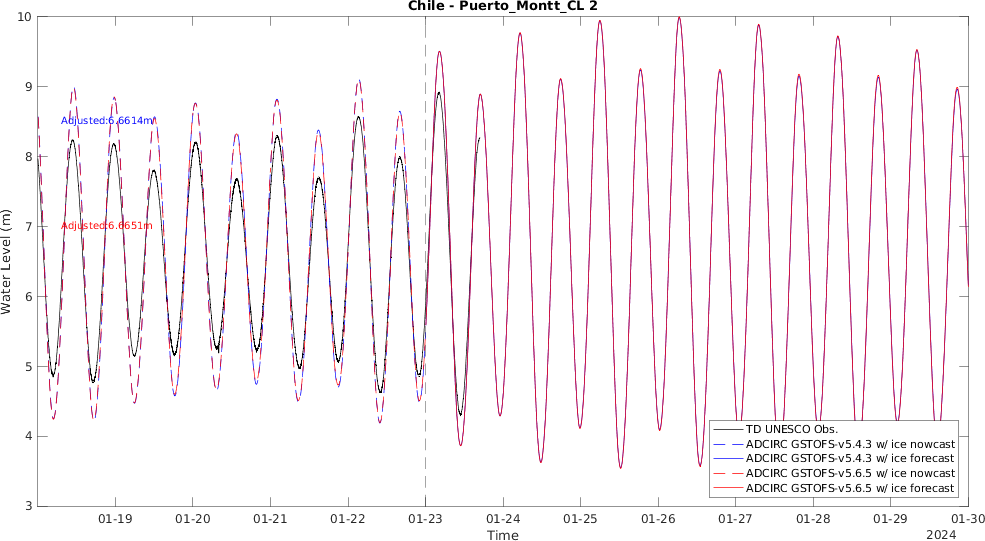 Chile - Puerto_Montt_CL 2
10
9
8
7
6
5
4
3
Water Level (m)
Adjusted:6.6614m
Adjusted:6.6651m
TD UNESCO Obs.
ADCIRC GSTOFS-v5.4.3 w/ ice nowcast
ADCIRC GSTOFS-v5.4.3 w/ ice forecast
ADCIRC GSTOFS-v5.6.5 w/ ice nowcast
ADCIRC GSTOFS-v5.6.5 w/ ice forecast
01-19 01-20 01-21 01-22 01-23 01-24 01-25 01-26 01-27 01-28 01-29 01-30
Time
2024